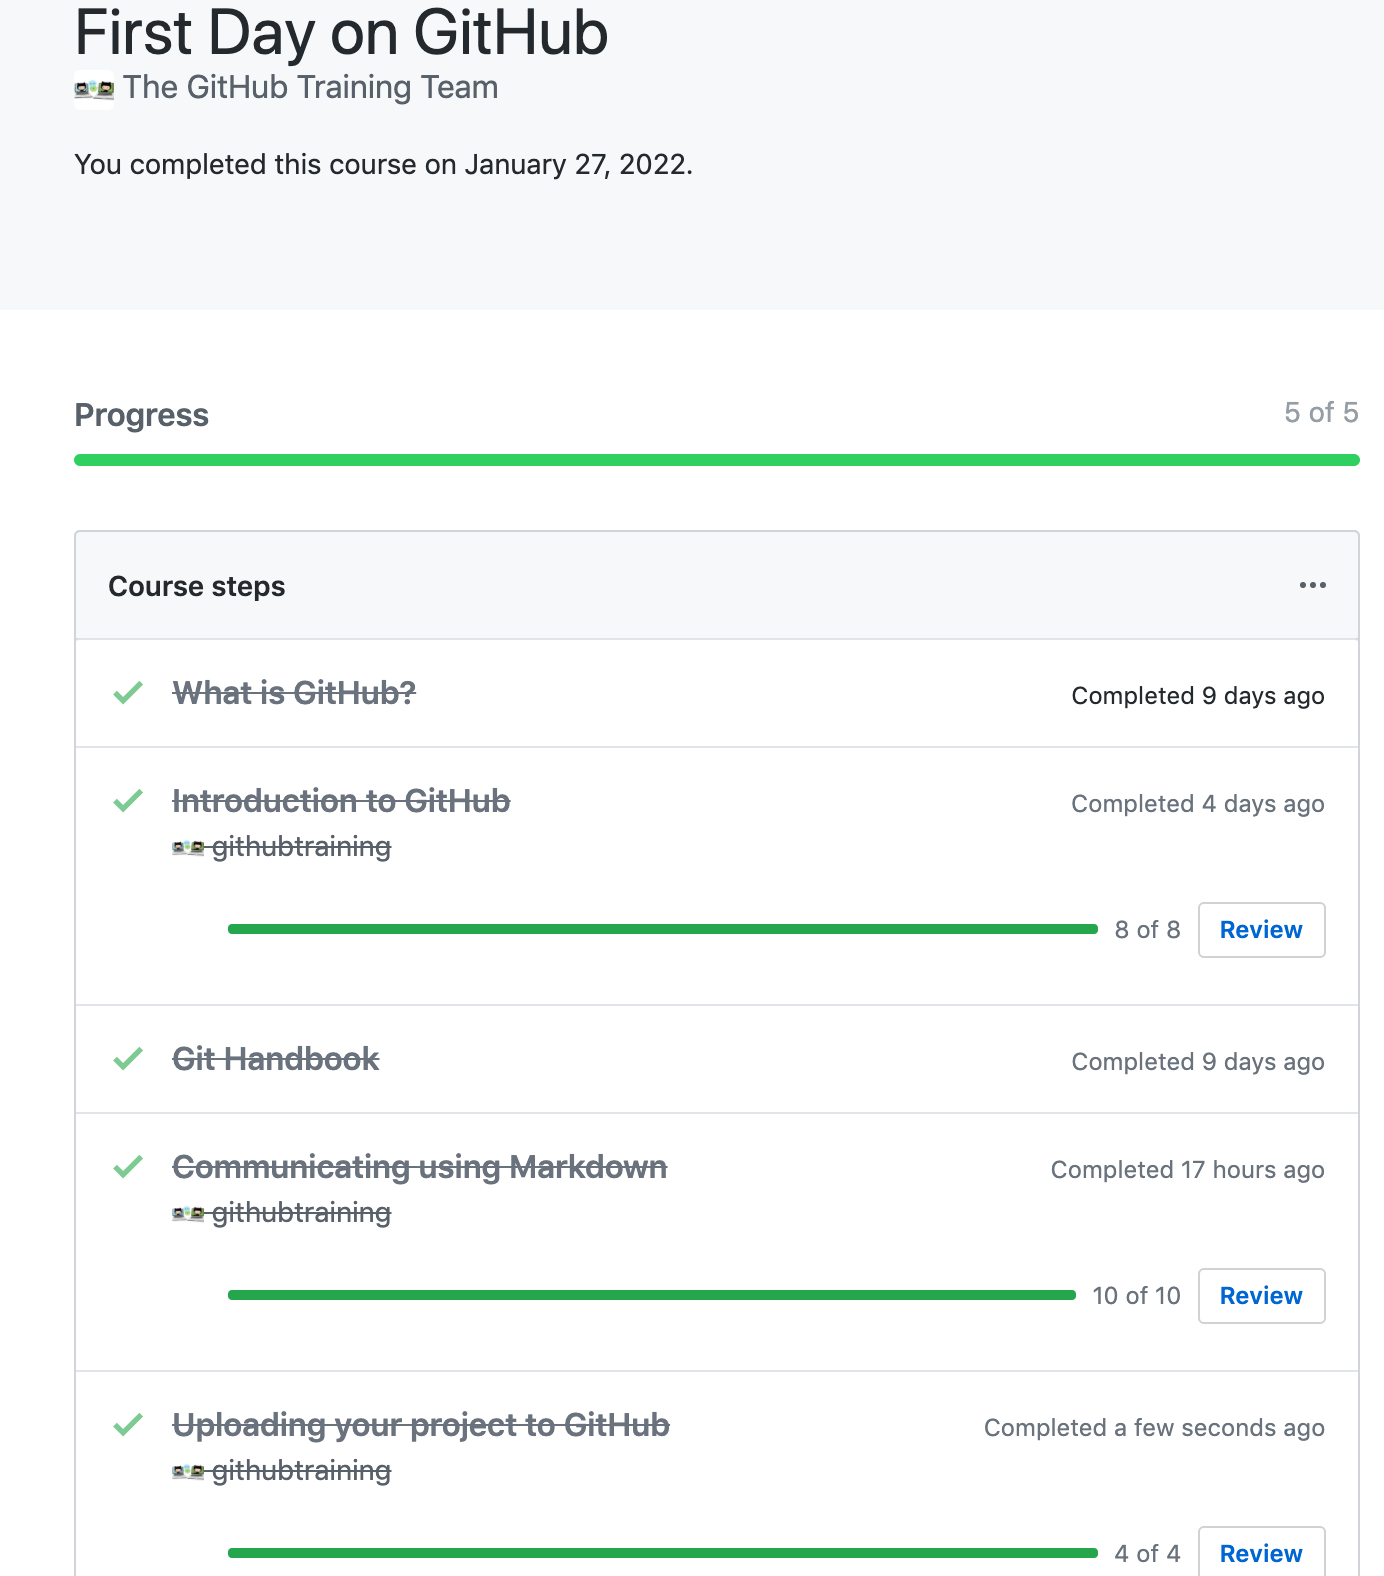 First Day on GitHub
The GitHub Training Team
You completed this course on January 27, 2022.
Progress
5 of 5
Course steps
What is GitHub?
Completed 9 days ago
Introduction to GitHub
Completed 4 days ago
githubtraining
8 of 8
Review
Git Handbook
Completed 9 days ago
Communicating using Markdown
Completed 17 hours ago
githubtraining
10 of 10
Review
Uploading your project to GitHub
Completed a few seconds ago
githubtraining
4 of 4
Review